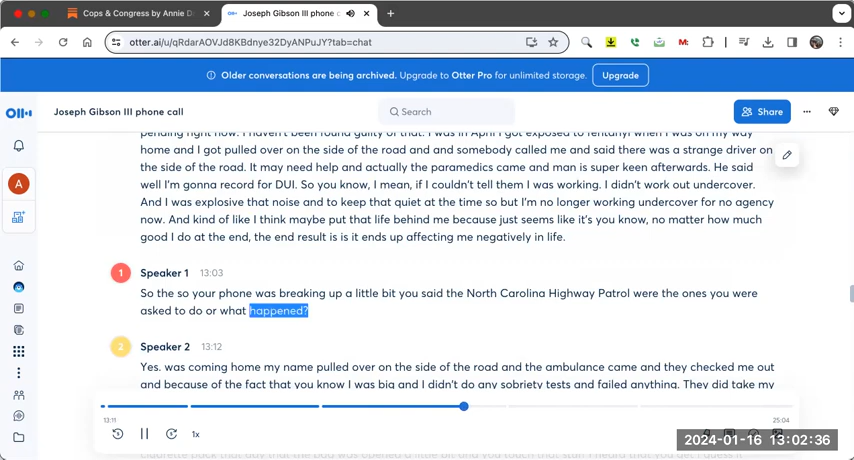 Cops & Congress by Annie D
Joseph Gibson III phone c
otter.ai/u/qRdarAOVJd8KBdnye32DyANPuJY?tab=chat
Older conversations are being archived. Upgrade to Otter Pro for unlimited storage.
Upgrade
Joseph Gibson III phone call
Search
Share
A
pending right now. I haven't been found guilty of that. I was in April I got exposed to fentanyl when I was on my way
home and I got pulled over on the side of the road and and somebody called me and said there was a strange driver on
the side of the road. It may need help and actually the paramedics came and man is super keen afterwards. He said
well I'm gonna record for DUI. So you know, I mean, if I couldn't tell them I was working. I didn't work out undercover.
And I was explosive that noise and to keep that quiet at the time so but I'm no longer working undercover for no agency
now. And kind of like I think maybe put that life behind me because just seems like it's you know, no matter how much
good I do at the end, the end result is is it ends up affecting me negatively in life.
1
Speaker 1 13:03
So the so your phone was breaking up a little bit you said the North Carolina Highway Patrol were the ones you were
asked to do or what happened?
2
Speaker 2 13:12
Yes. was coming home my name pulled over on the side of the road and the ambulance came and they checked me out
and because of the fact that you know I was big and I didn't do any sobriety tests and failed anything. They did take my
13:11
25:04
1x
2024-01-16 13:02:36